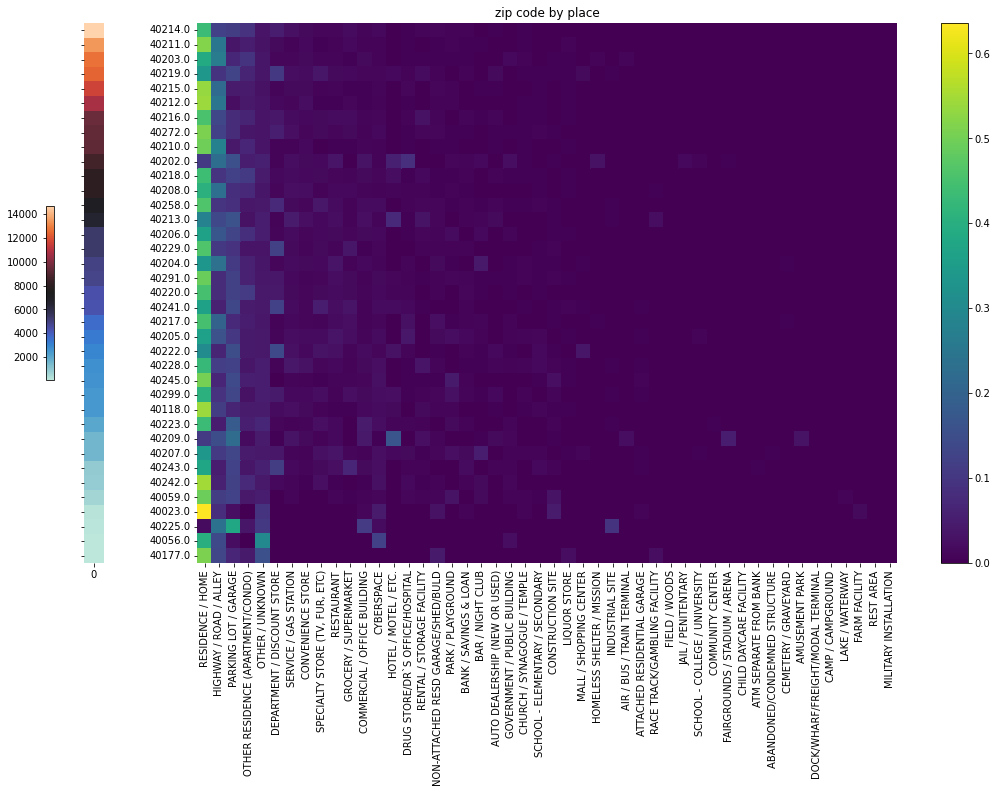 zip code by place
40214.0
40211.0
40203.0
40219.0
40215.0
40212.0
40216.0
40272.0
40210.0
40202.0
40218.0
40208.0
40258.0
40213.0
40206.0
40229.0
40204.0
40291.0
40220.0
40241.0
40217.0
40205.0
40222.0
40228.0
40245.0
40299.0
40118.0
40223.0
40209.0
40207.0
40243.0
40242.0
40059.0
40023.0
40225.0
40056.0
40177.0
14000
12000
10000
8000
6000
4000
2000
0
0.6
0.5
0.4
0.3
0.2
0.1
0.0
RESIDENCE / HOME
HIGHWAY / ROAD / ALLEY
PARKING LOT / GARAGE
OTHER RESIDENCE (APARTMENT/CONDO)
OTHER / UNKNOWN
DEPARTMENT / DISCOUNT STORE
SERVICE / GAS STATION
CONVENIENCE STORE
SPECIALTY STORE (TV, FUR, ETC)
RESTAURANT
GROCERY / SUPERMARKET
COMMERCIAL / OFFICE BUILDING
CYBERSPACE
HOTEL / MOTEL / ETC.
DRUG STORE/DR`S OFFICE/HOSPITAL
RENTAL / STORAGE FACILITY
NON-ATTACHED RESD GARAGE/SHED/BULD
PARK / PLAYGROUND
BANK / SAVINGS & LOAN
BAR / NIGHT CLUB
AUTO DEALERSHIP (NEW OR USED)
GOVERNMENT / PUBLIC BUILDING
CHURCH / SYNAGOGUE / TEMPLE
SCHOOL - ELEMENTARY / SECONDARY
CONSTRUCTION SITE
LIQUOR STORE
MALL / SHOPPING CENTER
HOMELESS SHELTER / MISSION
INDUSTRIAL SITE
AIR / BUS / TRAIN TERMINAL
ATTACHED RESIDENTIAL GARAGE
RACE TRACK/GAMBLING FACILITY
FIELD / WOODS
JAIL / PENITENTARY
SCHOOL - COLLEGE / UNIVERSITY
COMMUNITY CENTER
FAIRGROUNDS / STADIUM / ARENA
CHILD DAYCARE FACILITY
ATM SEPARATE FROM BANK
ABANDONED/CONDEMNED STRUCTURE
CEMETERY / GRAVEYARD
AMUSEMENT PARK
DOCK/WHARF/FREIGHT/MODAL TERMINAL
CAMP / CAMPGROUND
LAKE / WATERWAY
FARM FACILITY
REST AREA
MILITARY INSTALLATION